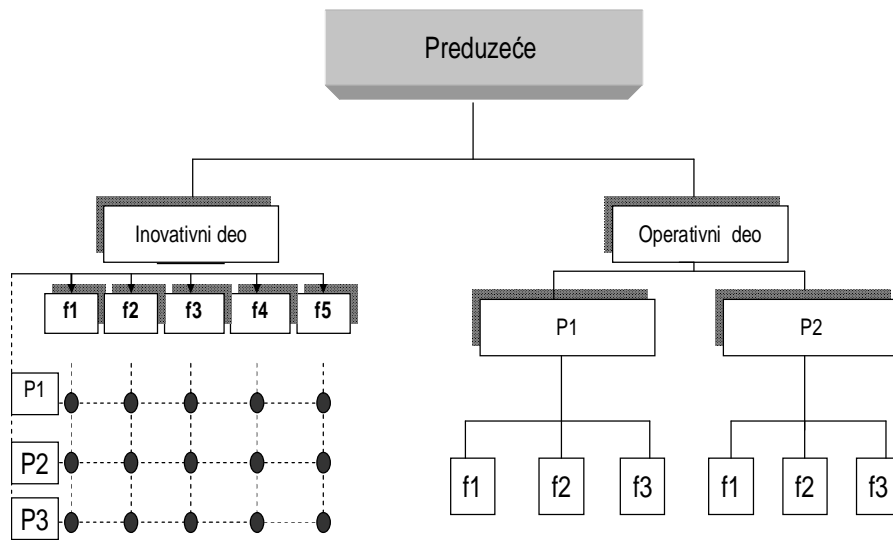 Preduzeće
Inovativni deo
Operativni deo
f1 f2 f3 f4 f5
P1 P2
P1
P2
P3
f1 f2 f3 f1 f2 f3